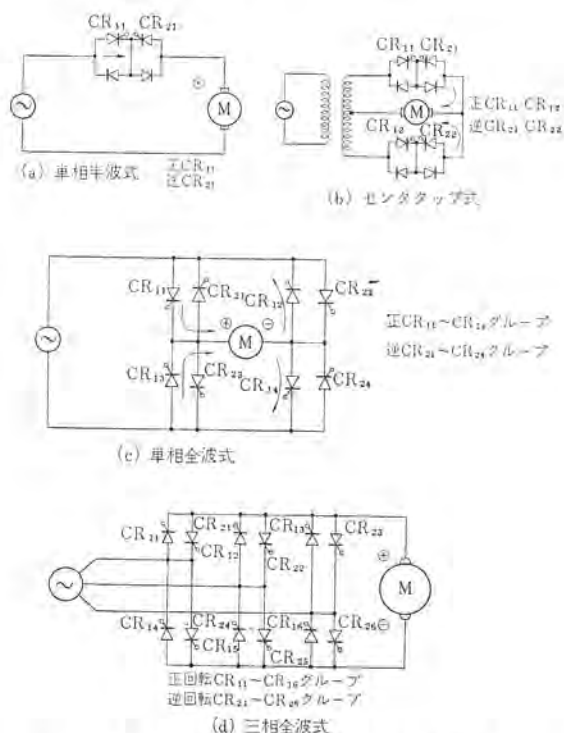 CR₁₁ CR₂₁
⊕
M
(a) 単相半波式
正CR₁₁
逆CR₂₁
CR₁₁ CR₂₁
M
CR₁₂ CR₂₂
正CR₁₁ CR₁₂
逆CR₂₁ CR₂₂
(b) センタタップ式
CR₁₁ CR₂₁ CR₁₂ CR₂₂
⊕ M ⊖
CR₁₃ CR₂₃ CR₁₄ CR₂₄
正CR₁₁~CR₁₄グループ
逆CR₂₁~CR₂₄グループ
(c) 単相全波式
CR₁₁ CR₂₁ CR₁₃ CR₂₃
CR₁₂ CR₂₂
⊕
M
CR₁₄ CR₂₄ CR₁₆ CR₂₆ ⊖
CR₁₅ CR₂₅
正回転CR₁₁~CR₁₆グループ
逆回転CR₂₁~CR₂₆グループ
(d) 三相全波式